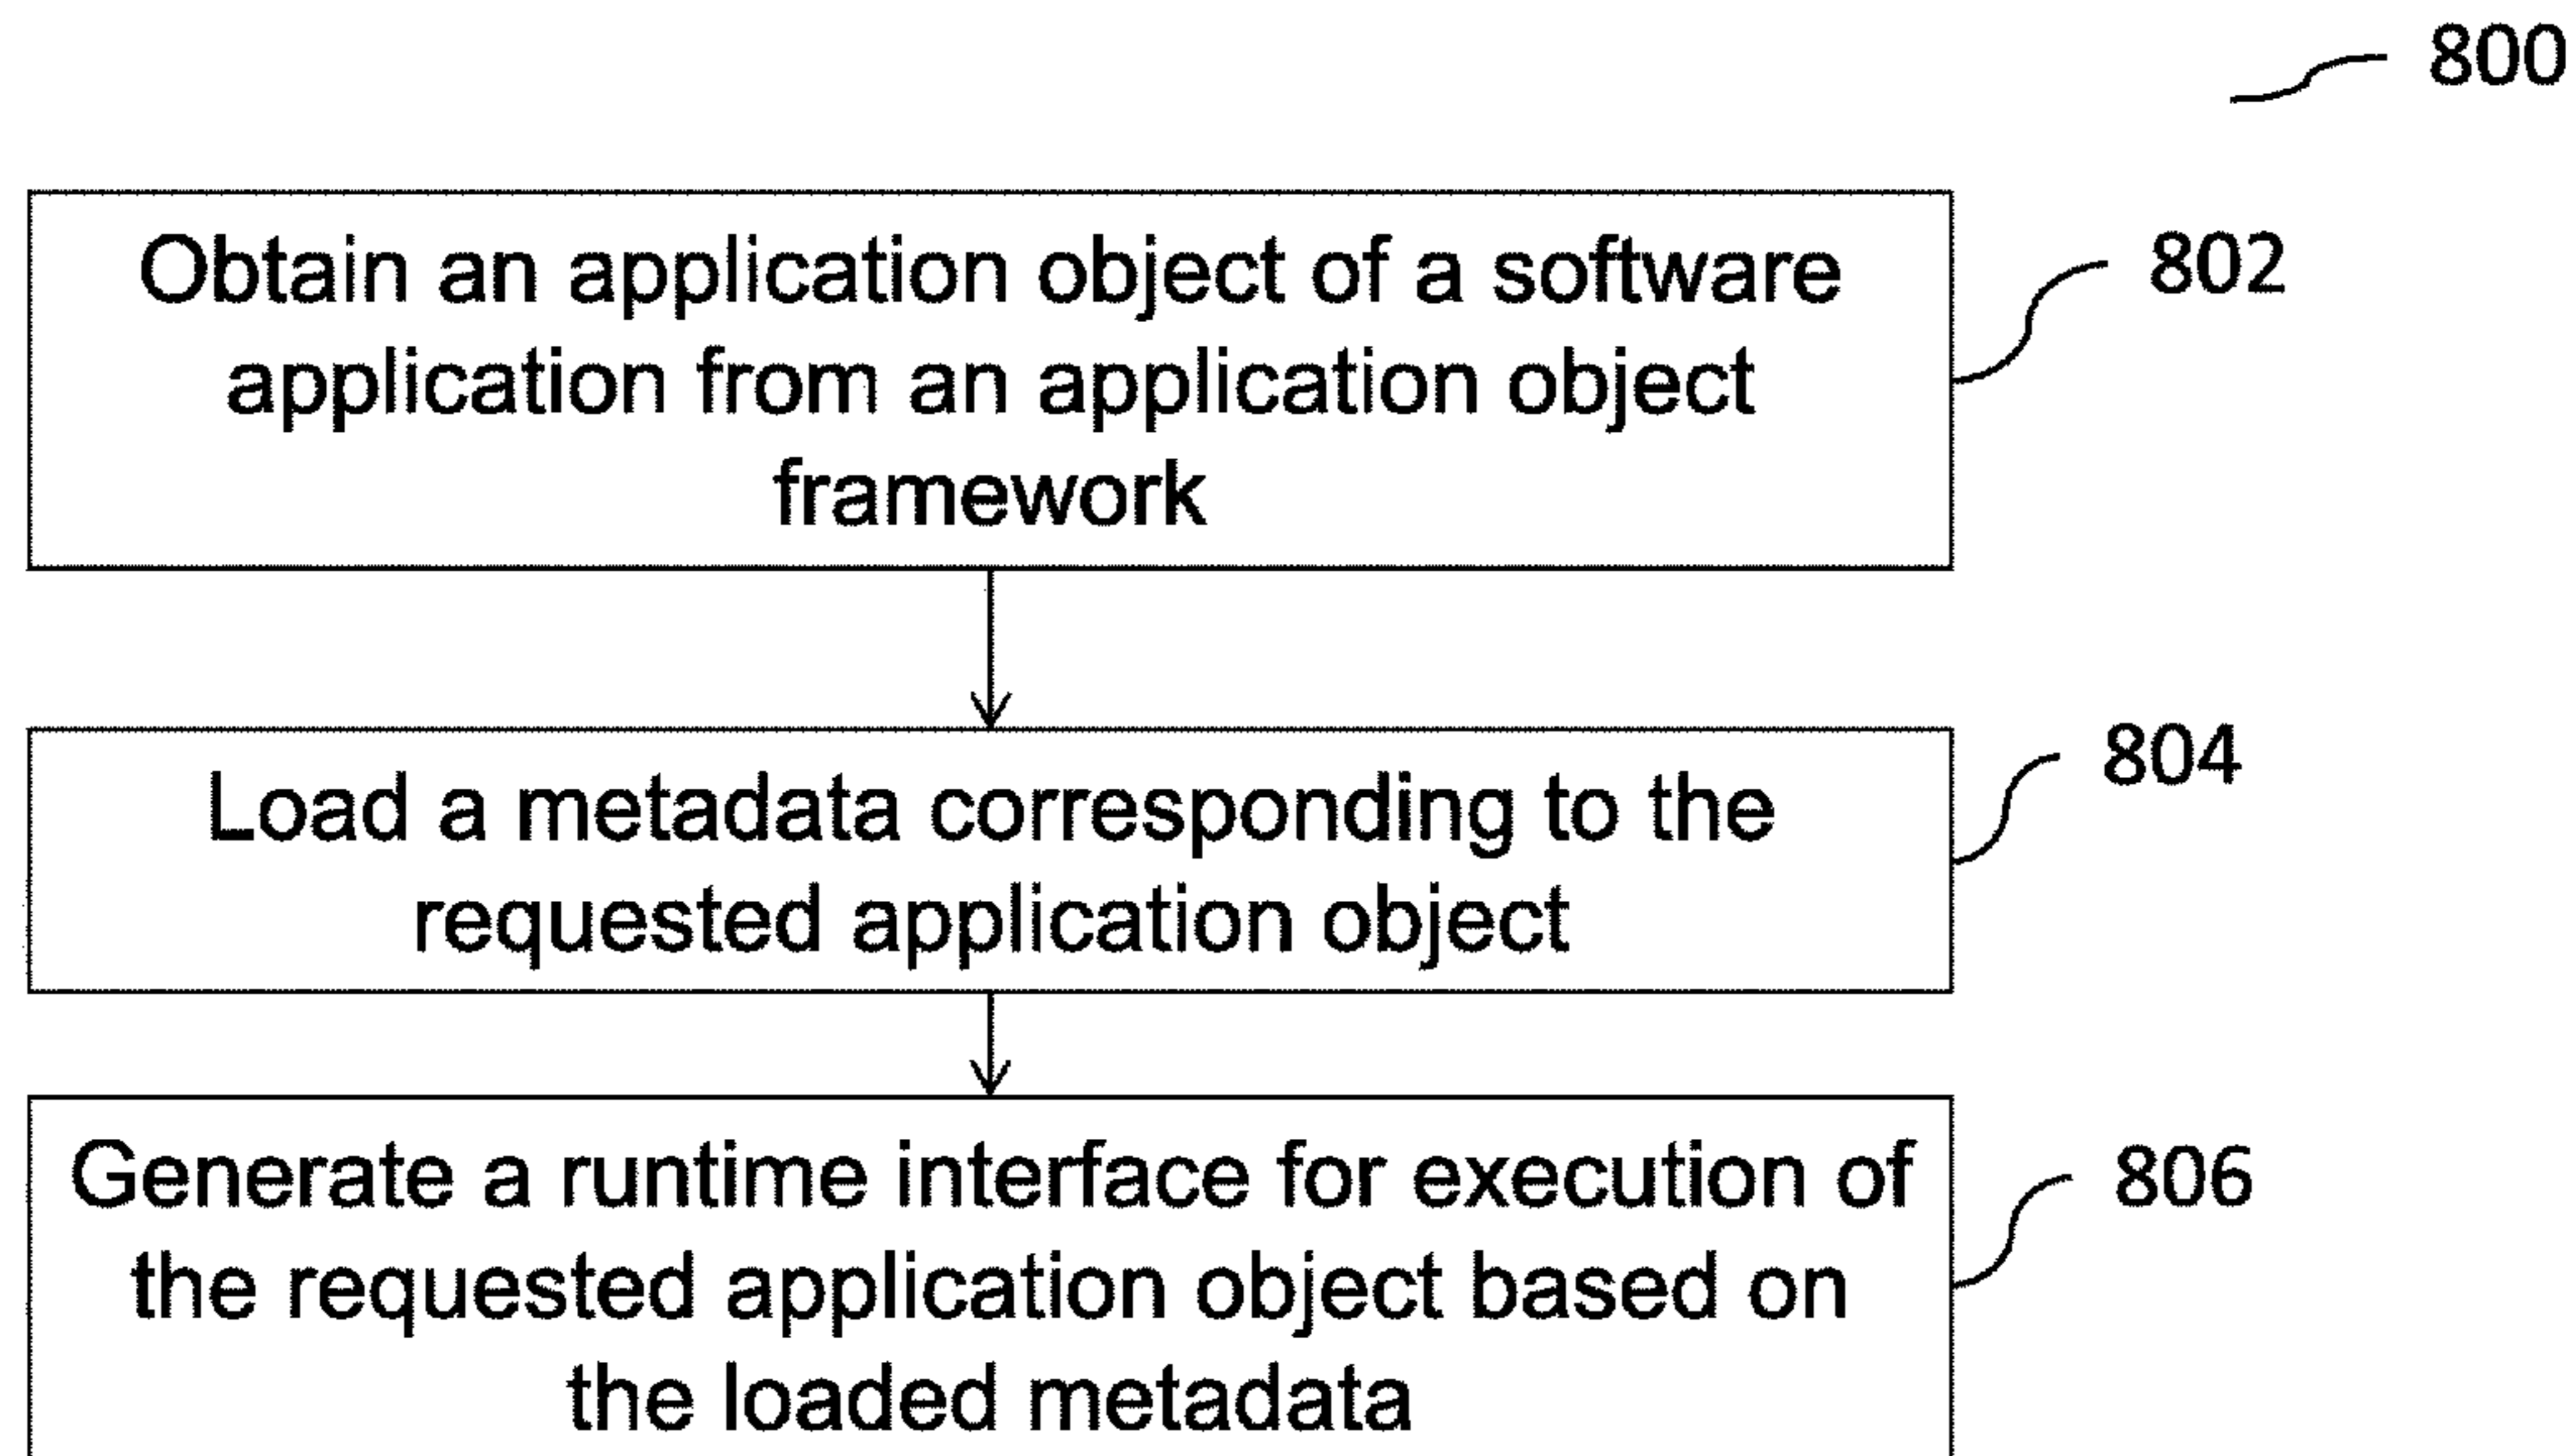 800
Obtain an application object of a software
802
application from an application object
framework
Load a metadata corresponding to the
804
requested application object
Generate a runtime interface for execution of
806
the requested application object based on
the loaded metadata